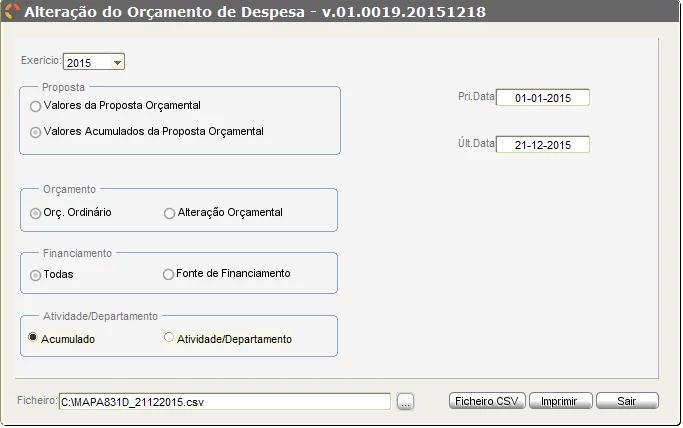 Alteração do Orçamento de Despesa - v.01.0019.20151218
Exericio: 2015
Proposta
Valores da Proposta Orçamental
Valores Acumulados da Proposta Orçamental
Pri.Data 01-01-2015
Últ.Data 21-12-2015
Orçamento
Orç. Ordinário Alteração Orçamental
Financiamento
Todas Fonte de Financiamento
Atividade/Departamento
Acumulado Atividade/Departamento
Ficheiro: C:\MAPA831D_21122015.csv ... Ficheiro CSV Imprimir Sair